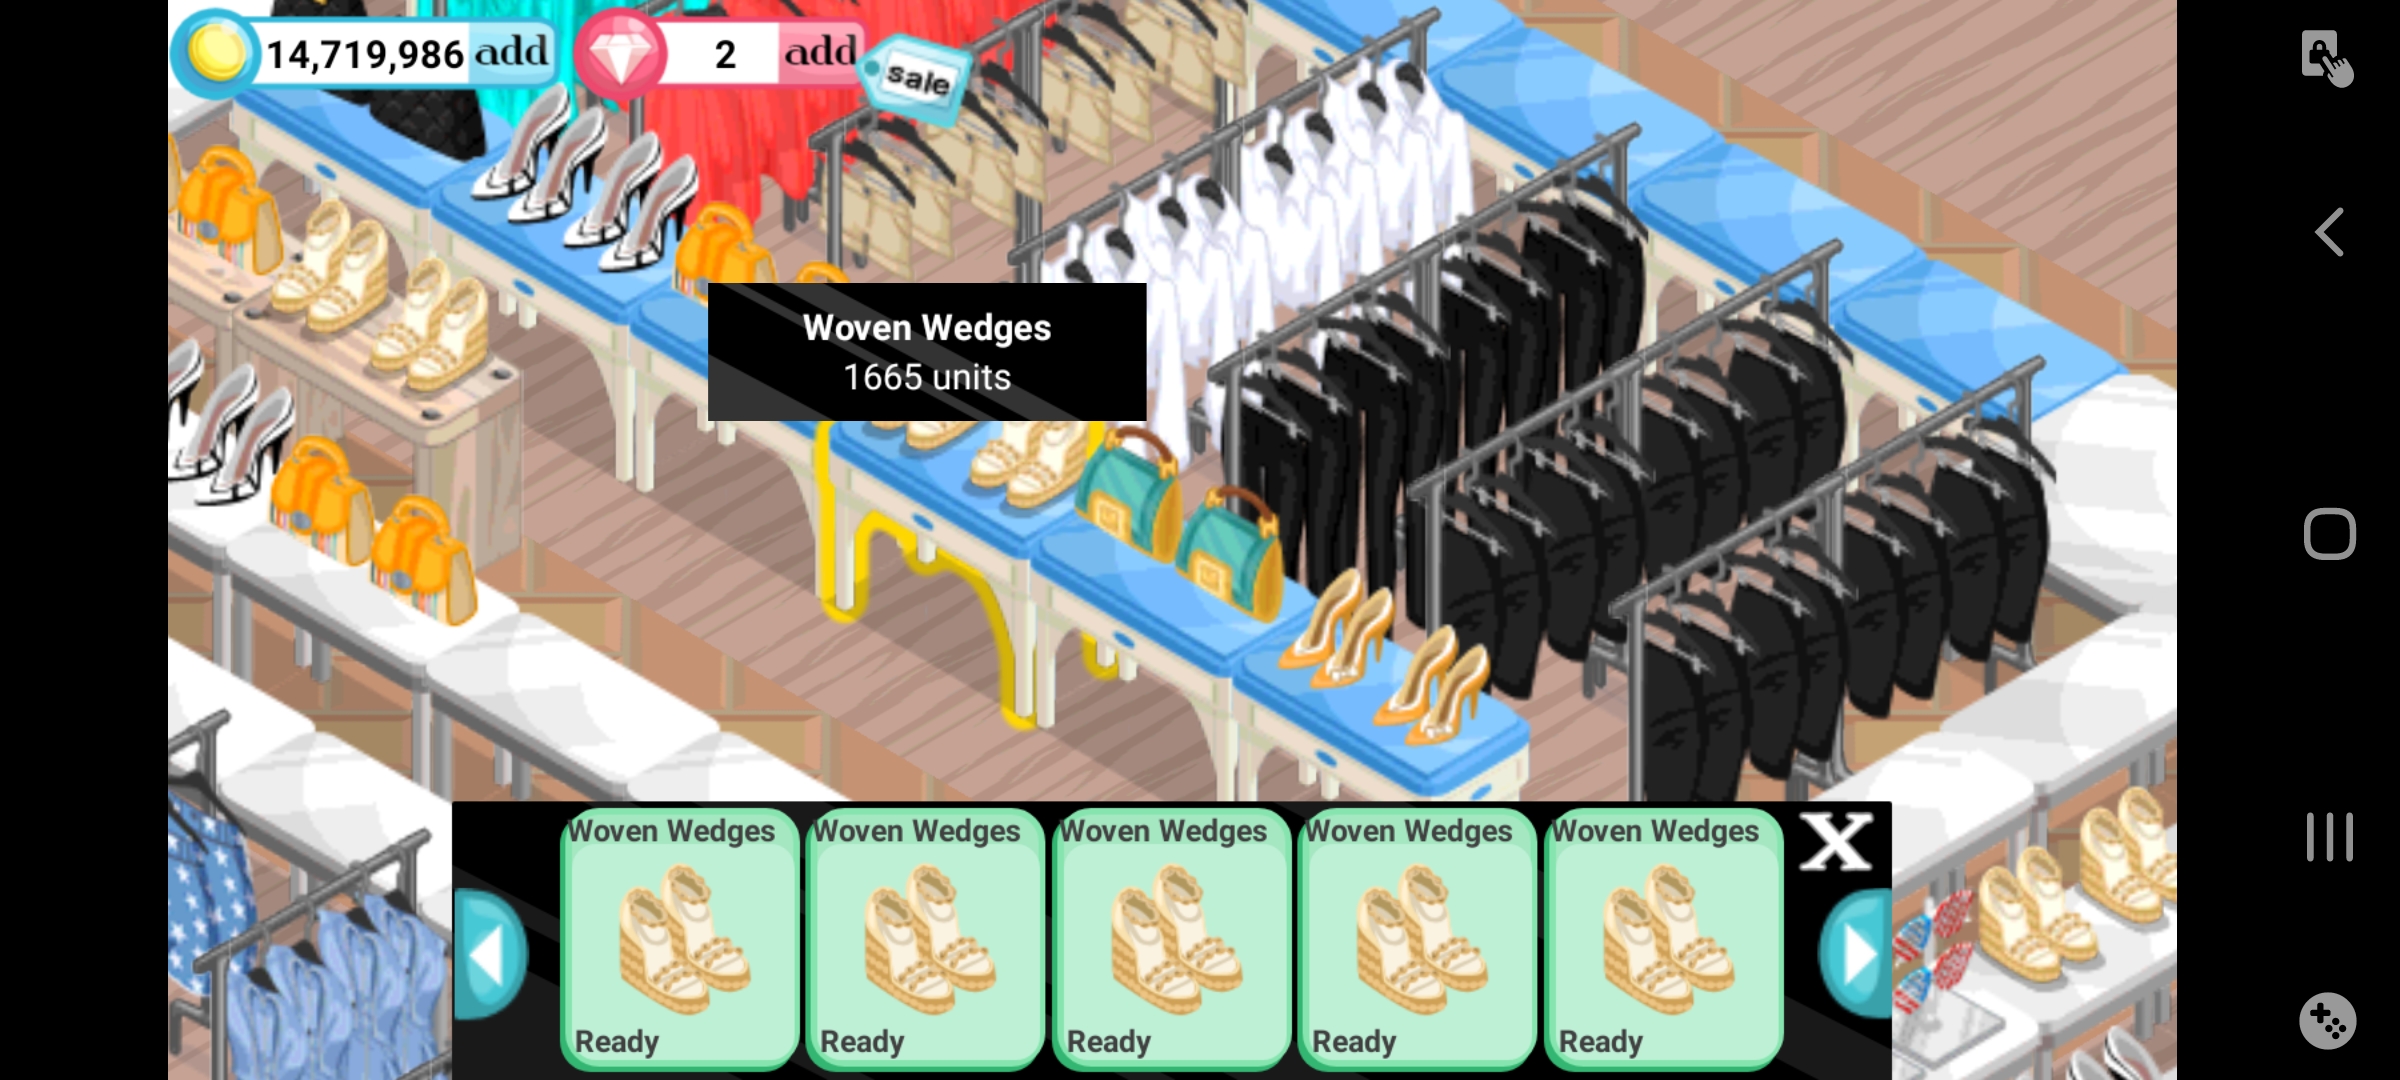 14,719,986 add
2 add
sale
Woven Wedges
1665 units
Woven Wedges Woven Wedges Woven Wedges Woven Wedges Woven Wedges
X
Ready Ready Ready Ready Ready